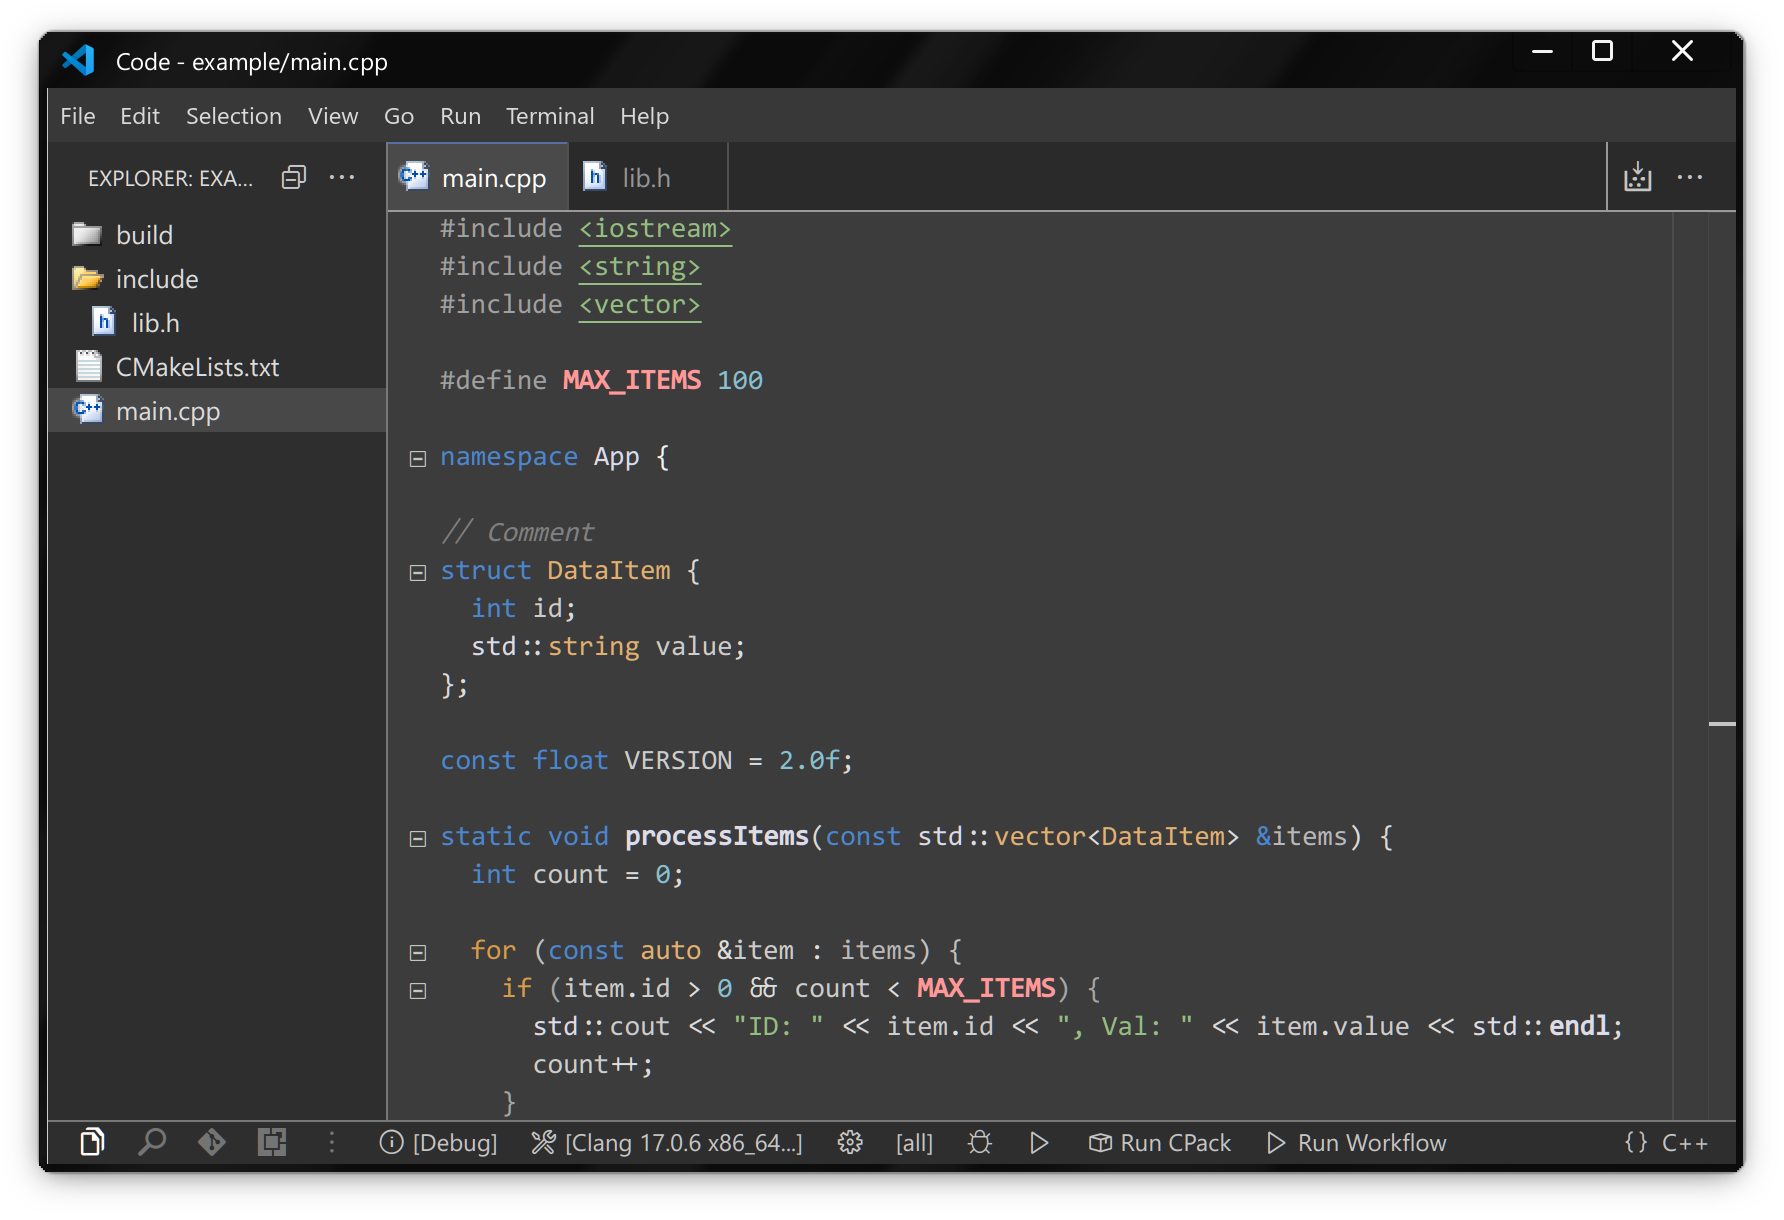 Code - example/main.cpp
File Edit Selection View Go Run Terminal Help
EXPLORER: EXA...
build
include
lib.h
CMakeLists.txt
main.cpp
main.cpp lib.h
#include <iostream>
#include <string>
#include <vector>
#define MAX_ITEMS 100
namespace App {
// Comment
struct DataItem {
int id;
std::string value;
};
const float VERSION = 2.0f;
static void processItems(const std::vector<DataItem> &items) {
int count = 0;
for (const auto &item : items) {
if (item.id > 0 && count < MAX_ITEMS) {
std::cout << "ID: " << item.id << ", Val: " << item.value << std::endl;
count++;
}
[Debug] [Clang 17.0.6 x86_64...] [all] Run CPack Run Workflow {} C++